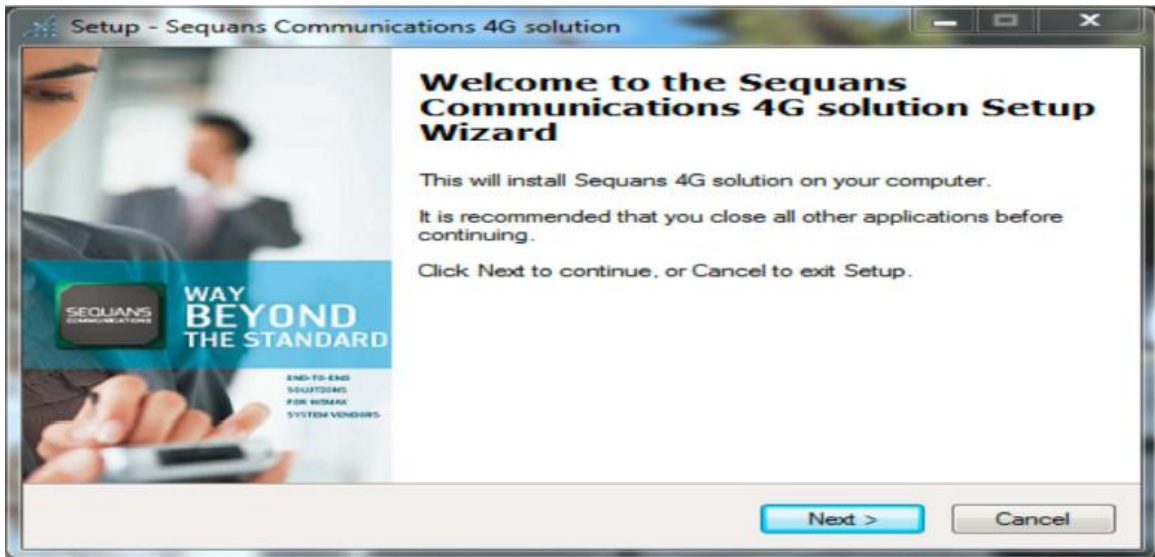 Setup - Sequans Communications 4G solution
Welcome to the Sequans
Communications 4G solution Setup
Wizard
This will install Sequans 4G solution on your computer.
It is recommended that you close all other applications before
continuing.
Click Next to continue, or Cancel to exit Setup.
SEQUANS
COMMUNICATIONS
WAY
BEYOND
THE STANDARD
END-TO-END
SOLUTIONS
FOR WIMAX
SYSTEM VENDORS
Next >
Cancel